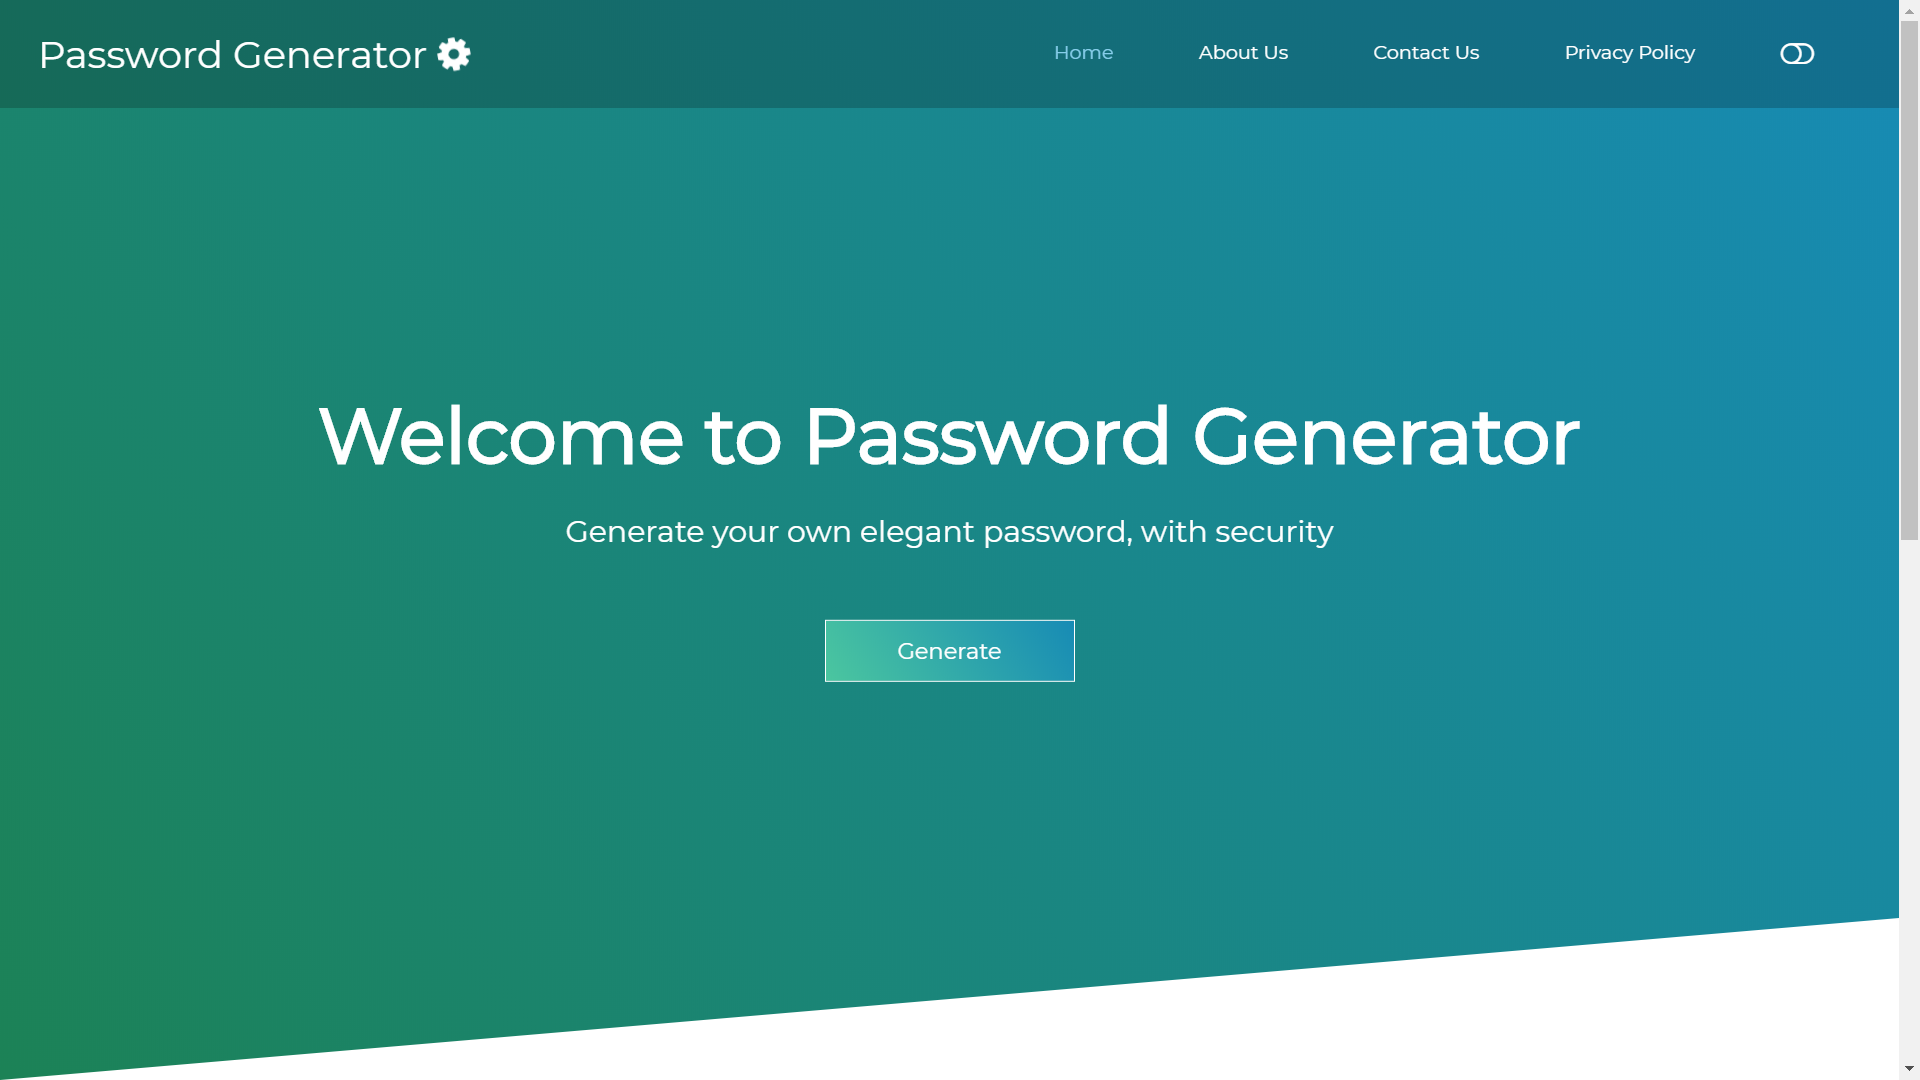 Password Generator
Home
About Us
Contact Us
Privacy Policy
Welcome to Password Generator
Generate your own elegant password, with security
Generate